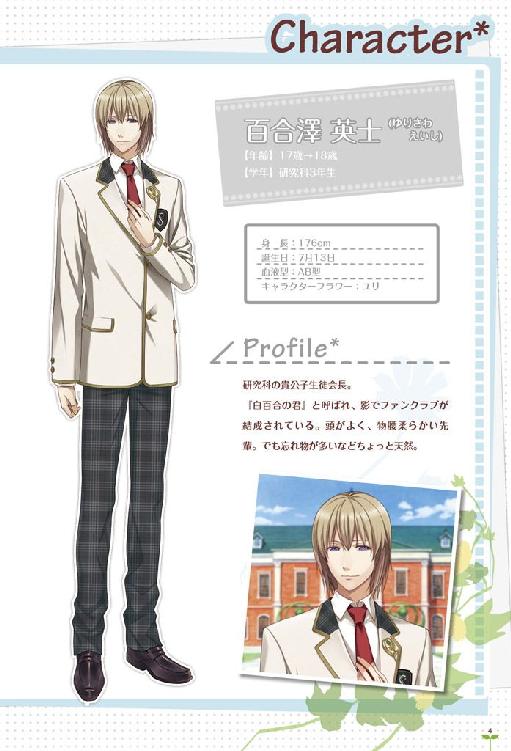 Character*
百合澤 英士 (ゆりさわ
えいし)
【年齢】17歳→18歳
【学年】研究科3年生
身　長：176cm
誕生日：7月13日
血液型：AB型
キャラクターフラワー：ユリ
Profile*
研究科の貴公子生徒会長。
『白百合の君』と呼ばれ、影でファンクラブが
結成されている。頭がよく、物腰柔らかい先
輩。でも忘れ物が多いなどちょっと天然。
4